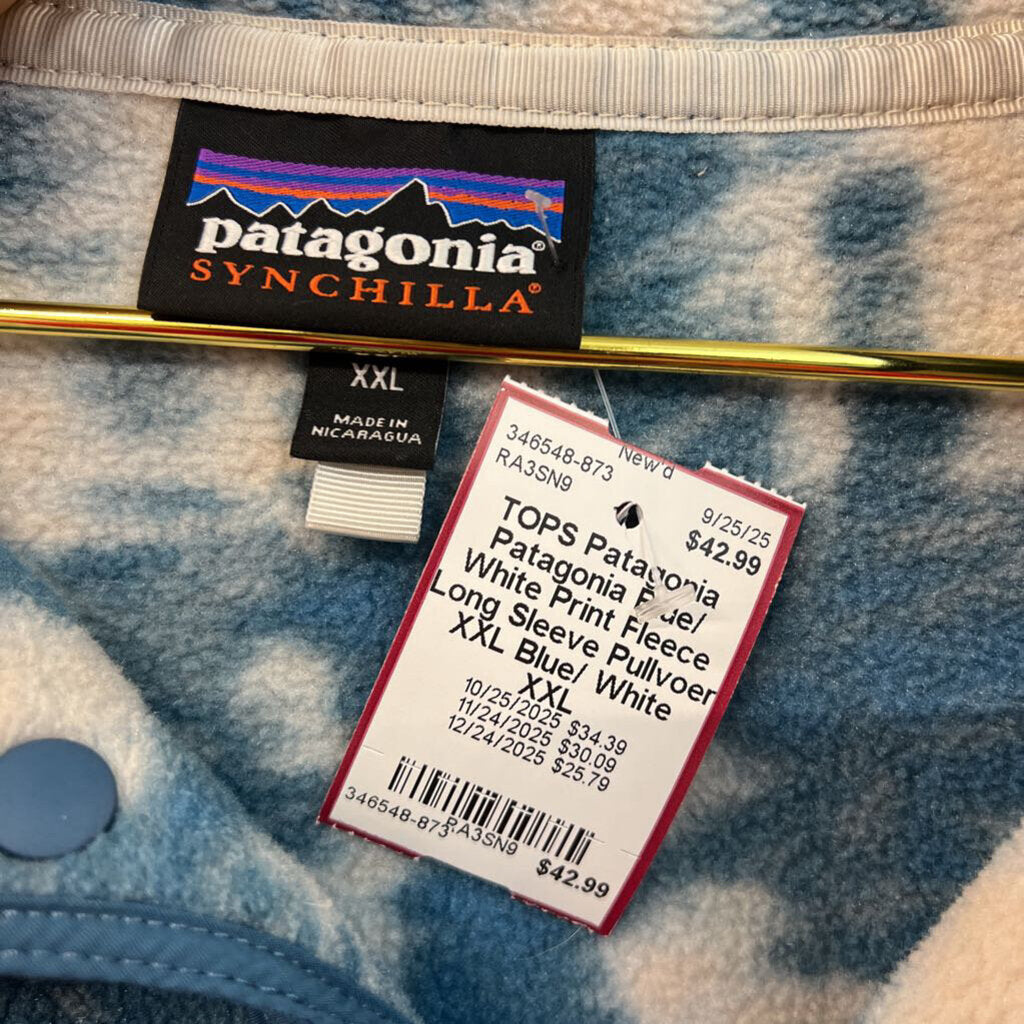 patagonia®
SYNCHILLA®
XXL
MADE IN
NICARAGUA
346548-873
New'd
RA3SN9
9/25/25
$42.99
TOPS Patagonia
Patagonia Blue/
White Print Fleece
Long Sleeve Pullvoer
XXL Blue/ White
XXL
10/25/2025 $34.39
11/24/2025 $30.09
12/24/2025 $25.79
346548-873
RA3SN9
$42.99